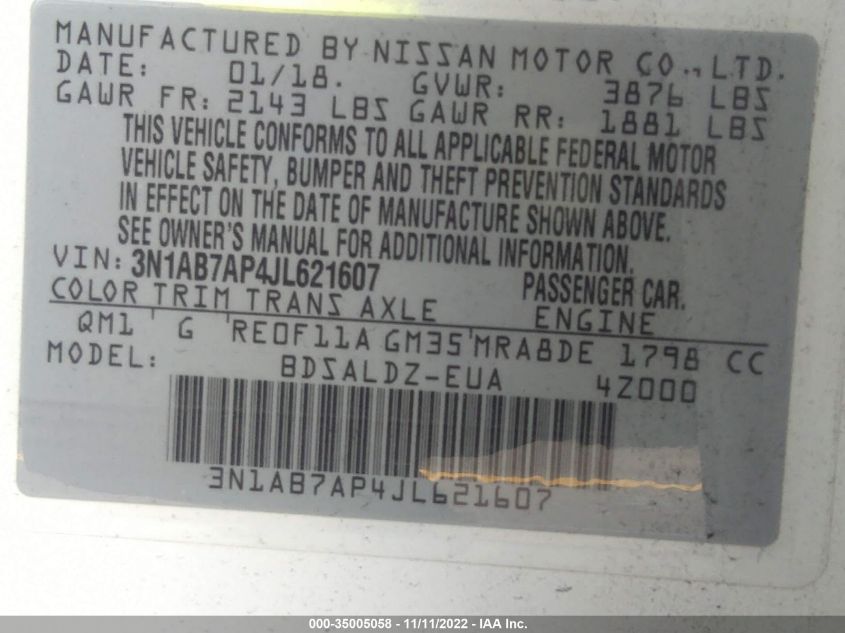 MANUFACTURED BY NISSAN MOTOR CO., LTD.
DATE: 01/18. GVWR: 3876 LBS
GAWR FR: 2143 LBS GAWR RR: 1881 LBS
THIS VEHICLE CONFORMS TO ALL APPLICABLE FEDERAL MOTOR
VEHICLE SAFETY, BUMPER AND THEFT PREVENTION STANDARDS
IN EFFECT ON THE DATE OF MANUFACTURE SHOWN ABOVE.
SEE OWNER'S MANUAL FOR ADDITIONAL INFORMATION.
VIN: 3N1AB7AP4JL621607 PASSENGER CAR.
COLOR TRIM TRANS AXLE ENGINE
QM1 G RE0F11A GM35 MRA8DE 1798 CC
MODEL: BDSALDZ-EUA 4Z000
3N1AB7AP4JL621607
000-35005058 - 11/11/2022 - IAA Inc.